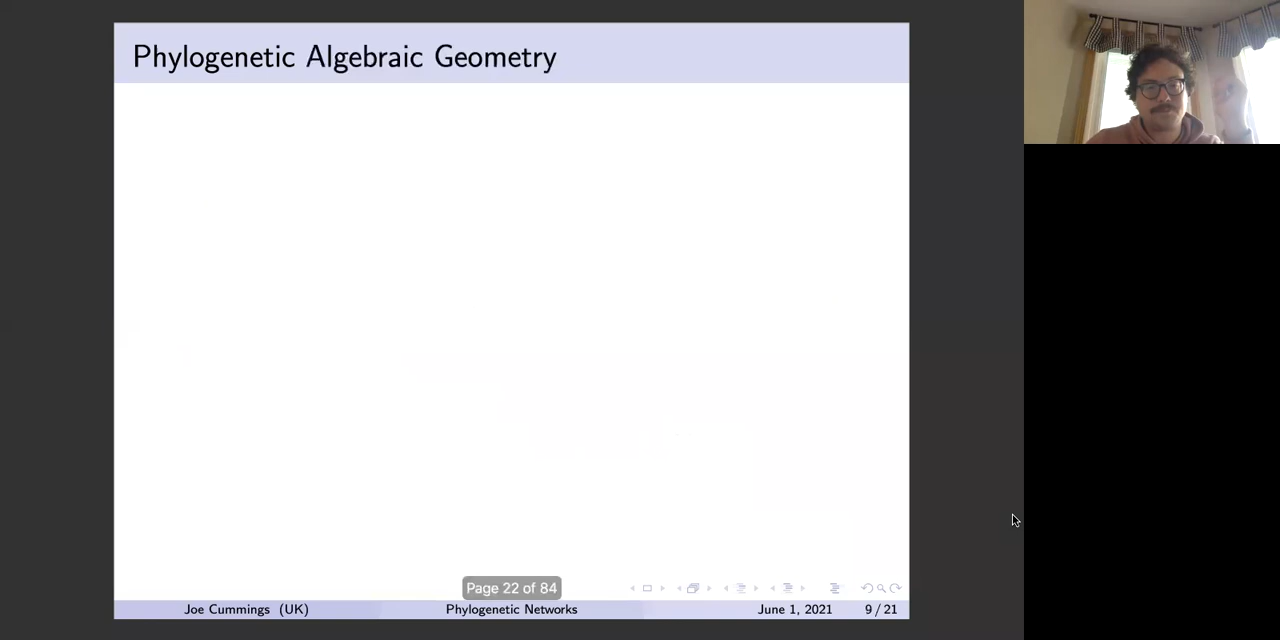 Phylogenetic Algebraic Geometry
Page 22 of 84
Joe Cummings (UK)
Phylogenetic Networks
June 1, 2021
9 / 21